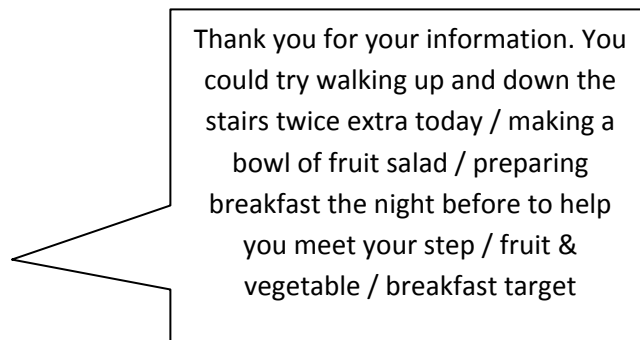 Thank you for your information. You
could try walking up and down the
stairs twice extra today / making a
bowl of fruit salad / preparing
breakfast the night before to help
you meet your step / fruit &
vegetable / breakfast target